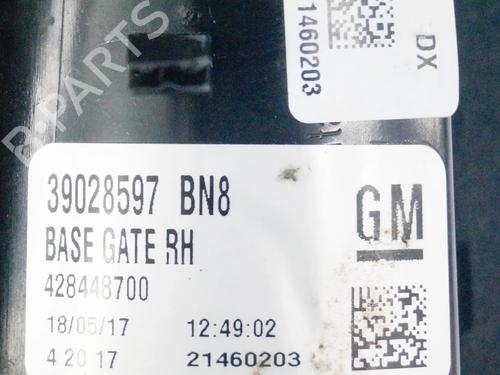 1460203
DX
B-PARTS
39028597 BN8
GM
BASE GATE RH
428448700
18/05/17 12:49:02
4 20 17 21460203